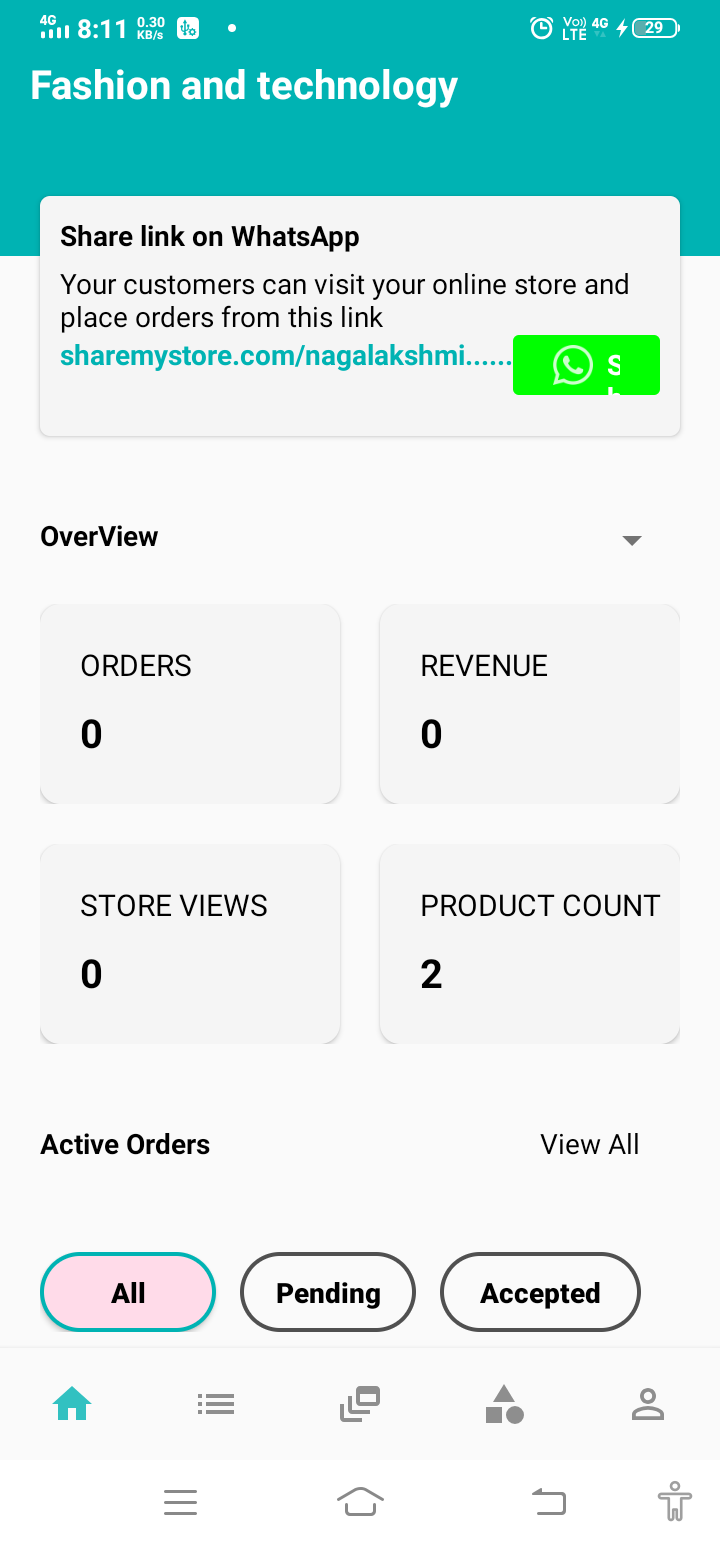 4G 8:11 0.30 KB/s Vo)) LTE 4G 29
Fashion and technology
Share link on WhatsApp
Your customers can visit your online store and
place orders from this link
sharemystore.com/nagalakshmi......
S
OverView
ORDERS REVENUE
0 0
STORE VIEWS PRODUCT COUNT
0 2
Active Orders View All
All Pending Accepted